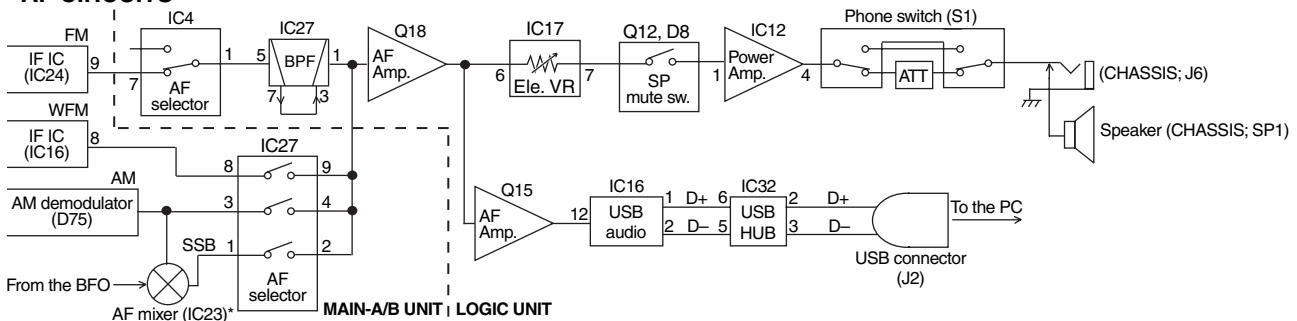 FM
IF IC
(IC24)
9
7
IC4
AF
selector
1
5
IC27
BPF
7
3
1
Q18
AF
Amp.
6
IC17
Ele. VR
7
Q12, D8
SP
mute sw.
1
IC12
Power
Amp.
4
Phone switch (S1)
ATT
(CHASSIS; J6)
Speaker (CHASSIS; SP1)
WFM
IF IC
(IC16)
8
AM
AM demodulator
(D75)
SSB
From the BFO
AF mixer (IC23)*
IC27
8
9
3
4
1
2
AF
selector
MAIN-A/B UNIT
LOGIC UNIT
Q15
AF
Amp.
12
IC16
USB
audio
1 D+ 6
2 D– 5
IC32
USB
HUB
2 D+
3 D–
USB connector
(J2)
To the PC